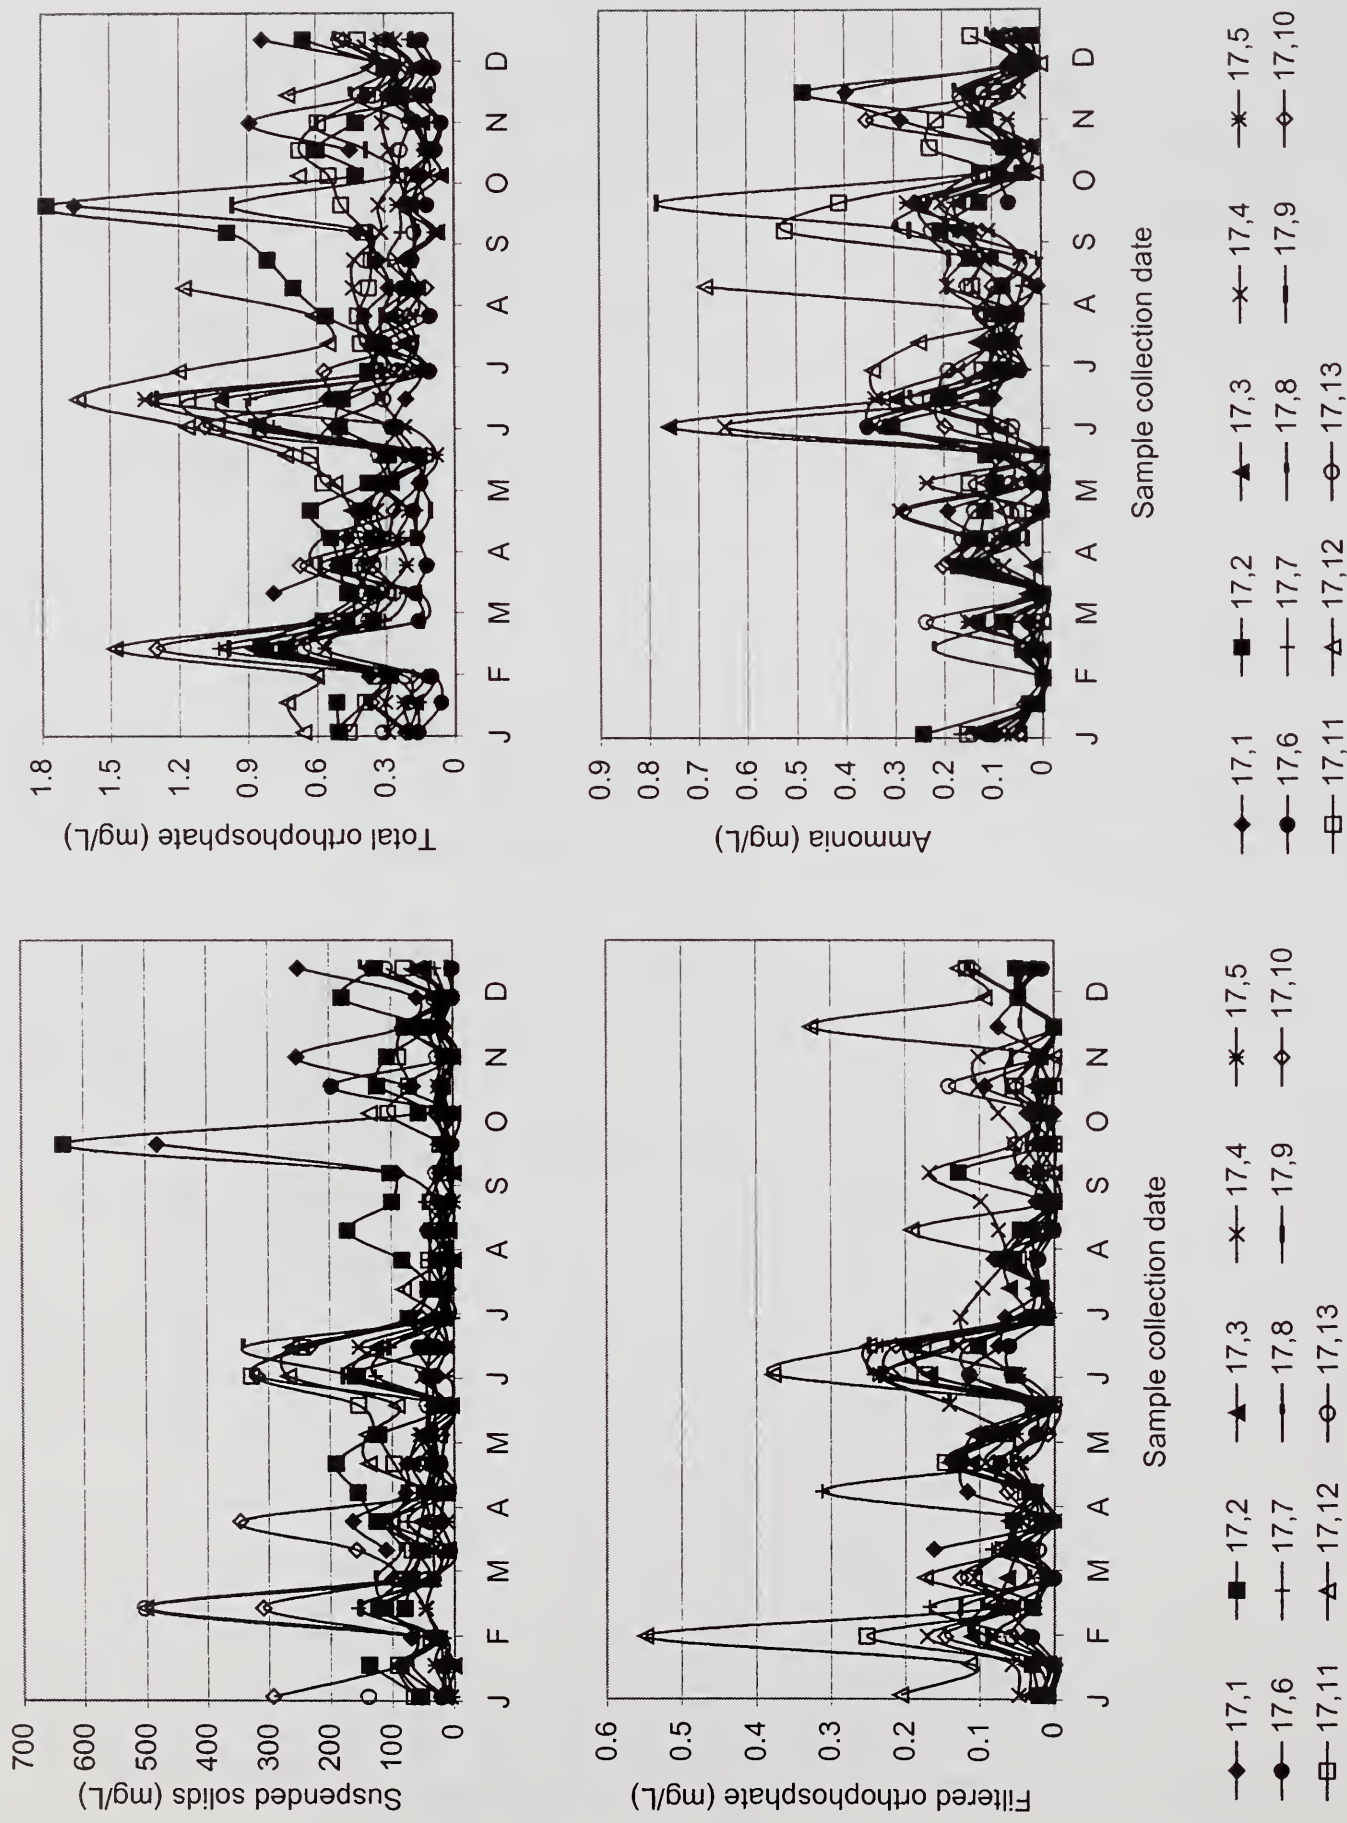 Suspended solids (mg/L)
700
600
500
400
300
200
100
0
J F M A M J J A S O N D
Total orthophosphate (mg/L)
1.8
1.5
1.2
0.9
0.6
0.3
0
J F M A M J J A S O N D
Filtered orthophosphate (mg/L)
0.6
0.5
0.4
0.3
0.2
0.1
0
J F M A M J J A S O N D
Sample collection date
Ammonia (mg/L)
0.9
0.8
0.7
0.6
0.5
0.4
0.3
0.2
0.1
0
J F M A M J J A S O N D
Sample collection date
17,1 17,2 17,3 17,4 17,5
17,6 17,7 17,8 17,9 17,10
17,11 17,12 17,13
17,1 17,2 17,3 17,4 17,5
17,6 17,7 17,8 17,9 17,10
17,11 17,12 17,13